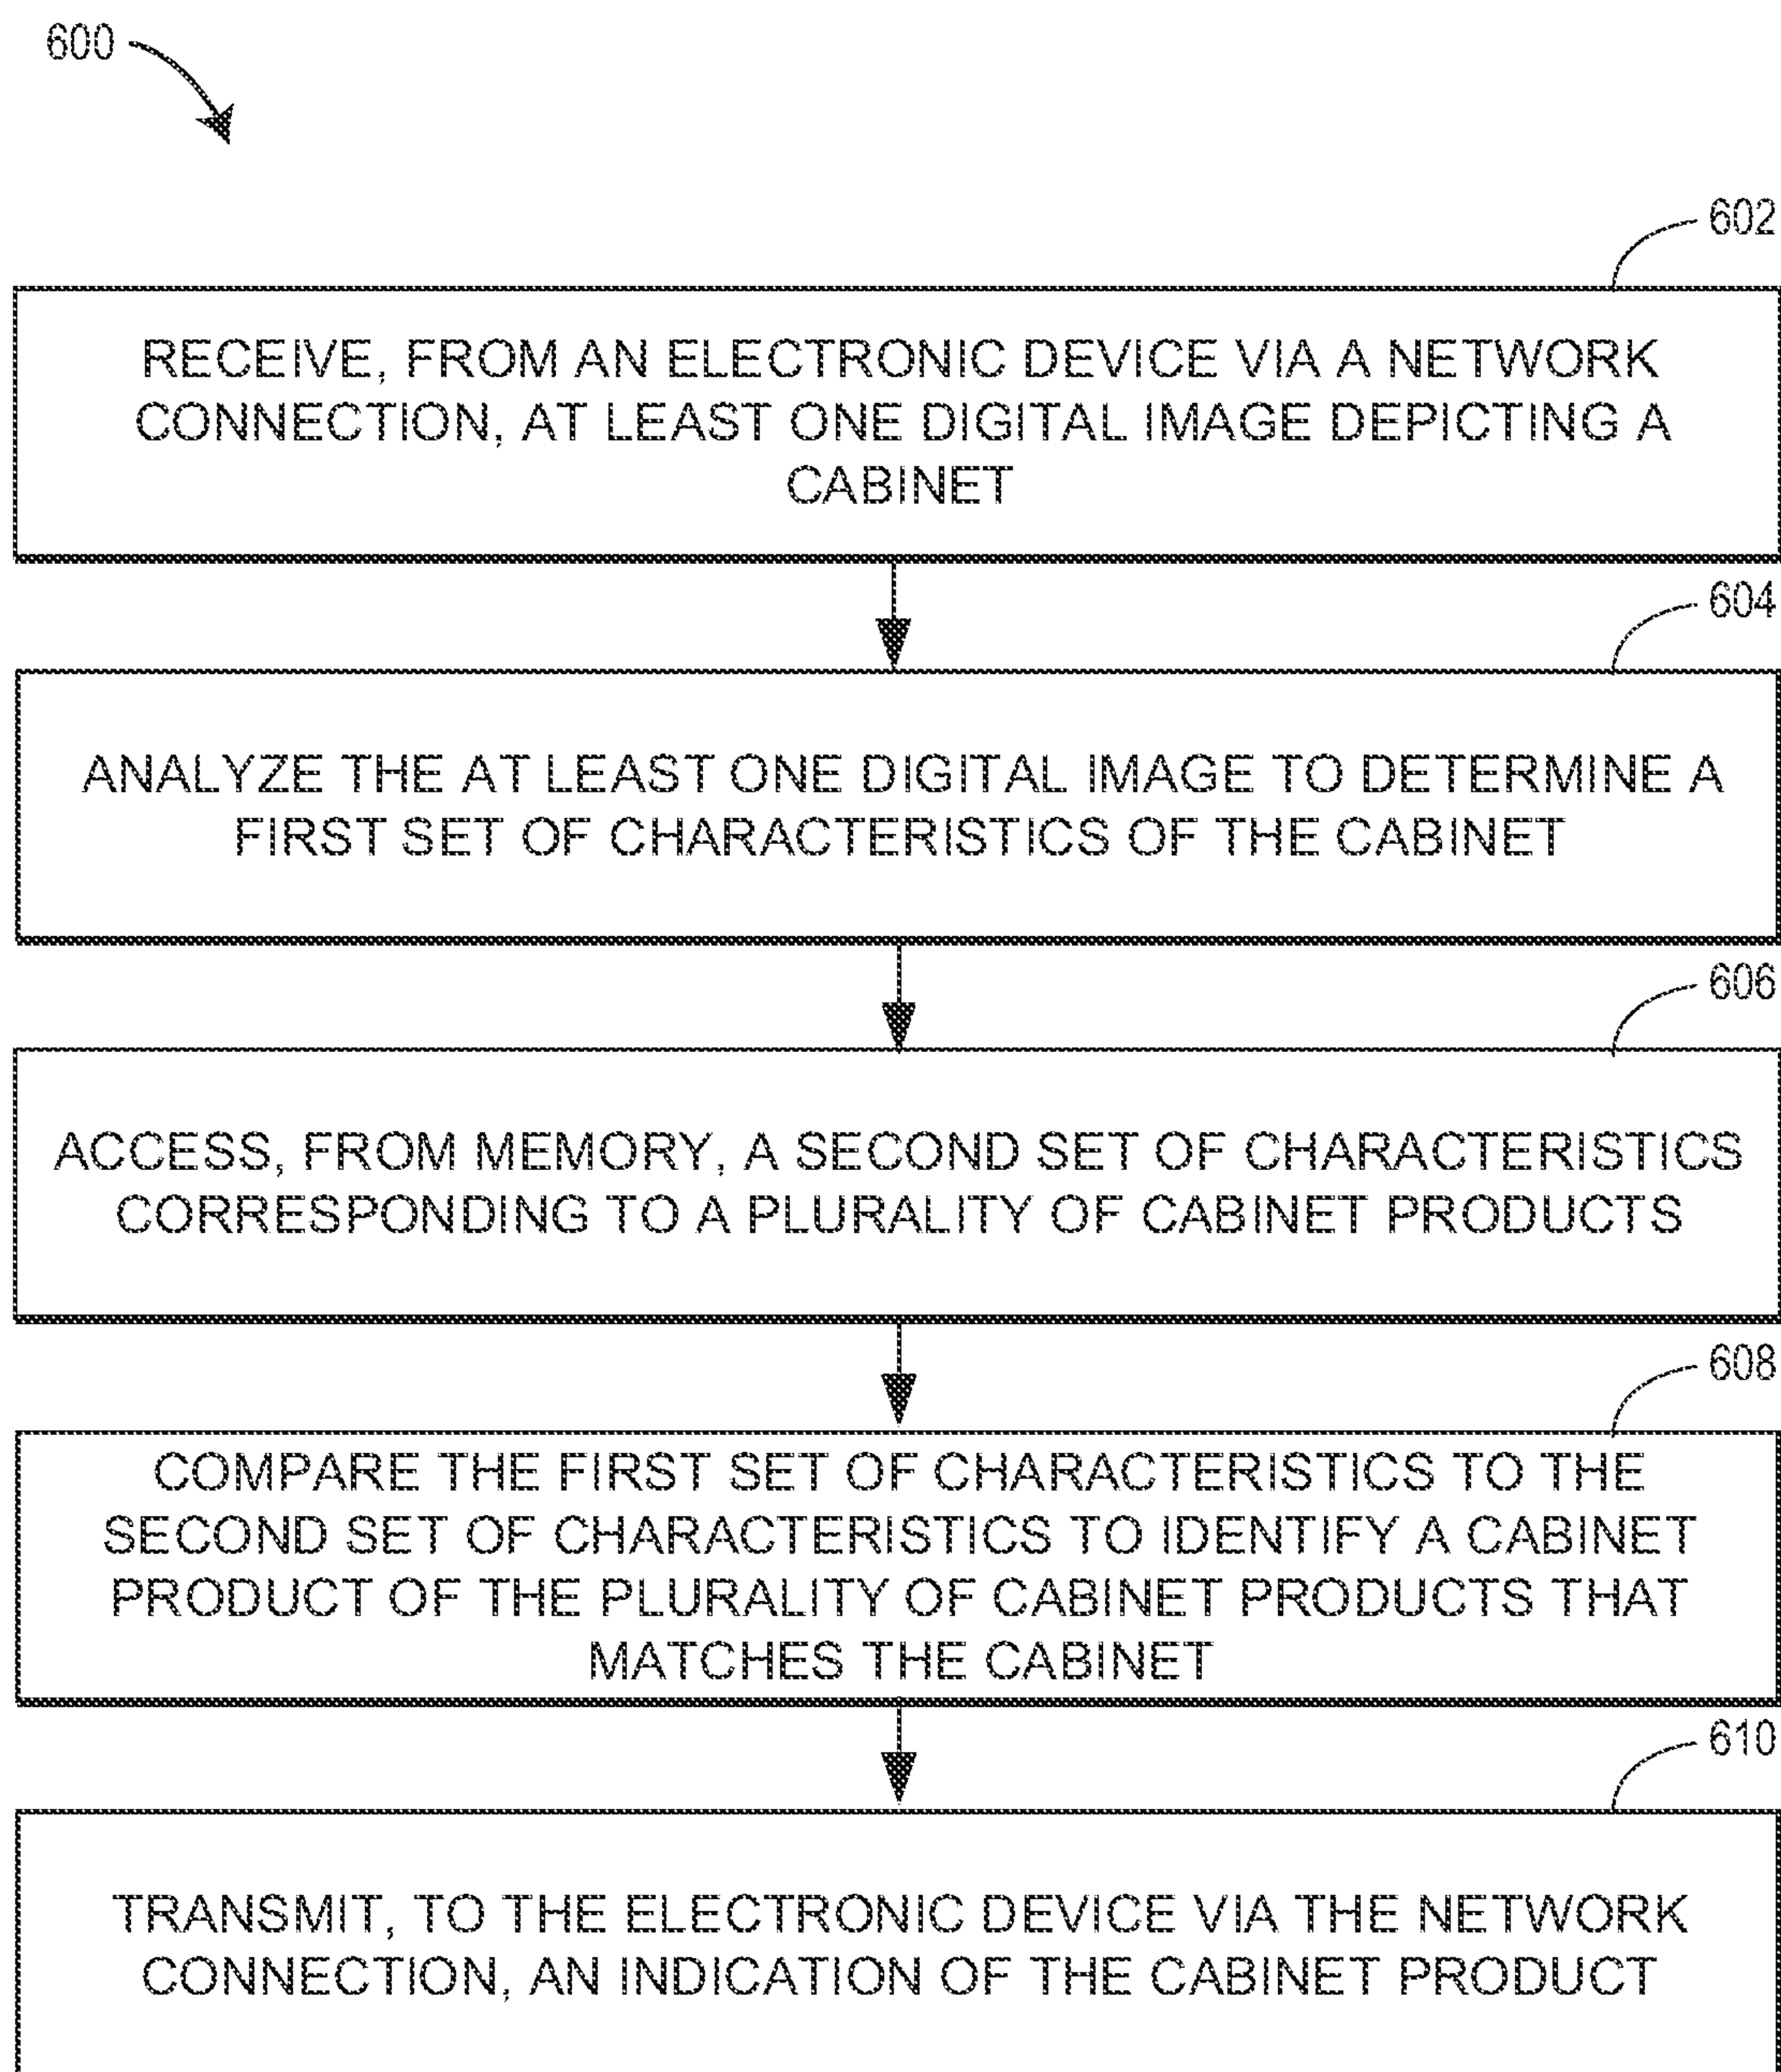 600
602
RECEIVE, FROM AN ELECTRONIC DEVICE VIA A NETWORK
CONNECTION, AT LEAST ONE DIGITAL IMAGE DEPICTING A
CABINET
604
ANALYZE THE AT LEAST ONE DIGITAL IMAGE TO DETERMINE A
FIRST SET OF CHARACTERISTICS OF THE CABINET
606
ACCESS, FROM MEMORY, A SECOND SET OF CHARACTERISTICS
CORRESPONDING TO A PLURALITY OF CABINET PRODUCTS
608
COMPARE THE FIRST SET OF CHARACTERISTICS TO THE
SECOND SET OF CHARACTERISTICS TO IDENTIFY A CABINET
PRODUCT OF THE PLURALITY OF CABINET PRODUCTS THAT
MATCHES THE CABINET
610
TRANSMIT, TO THE ELECTRONIC DEVICE VIA THE NETWORK
CONNECTION, AN INDICATION OF THE CABINET PRODUCT